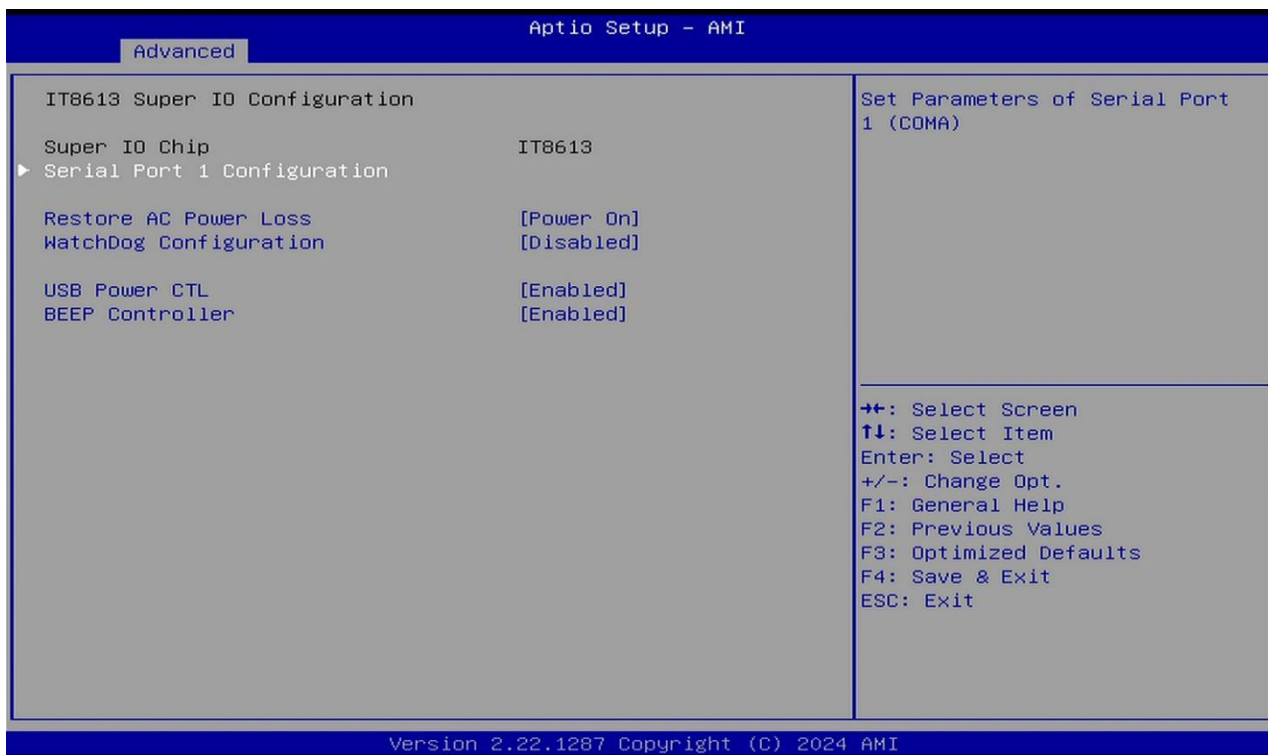 Aptio Setup - AMI
Advanced
IT8613 Super IO Configuration
Super IO Chip IT8613
▶ Serial Port 1 Configuration
Restore AC Power Loss [Power On]
WatchDog Configuration [Disabled]
USB Power CTL [Enabled]
BEEP Controller [Enabled]
Set Parameters of Serial Port
1 (COMA)
→←: Select Screen
↑↓: Select Item
Enter: Select
+/-: Change Opt.
F1: General Help
F2: Previous Values
F3: Optimized Defaults
F4: Save & Exit
ESC: Exit
Version 2.22.1287 Copyright (C) 2024 AMI